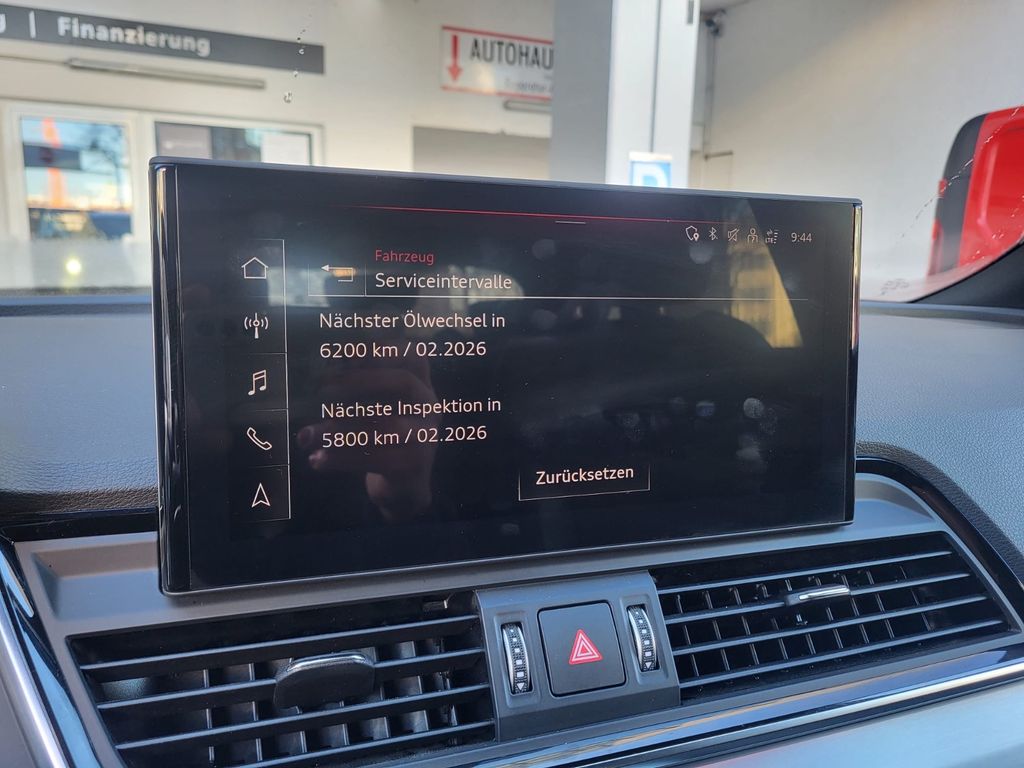 g | Finanzierung
AUTOHAU
9:44
Fahrzeug
Serviceintervalle
Nächster Ölwechsel in
6200 km / 02.2026
Nächste Inspektion in
5800 km / 02.2026
Zurücksetzen